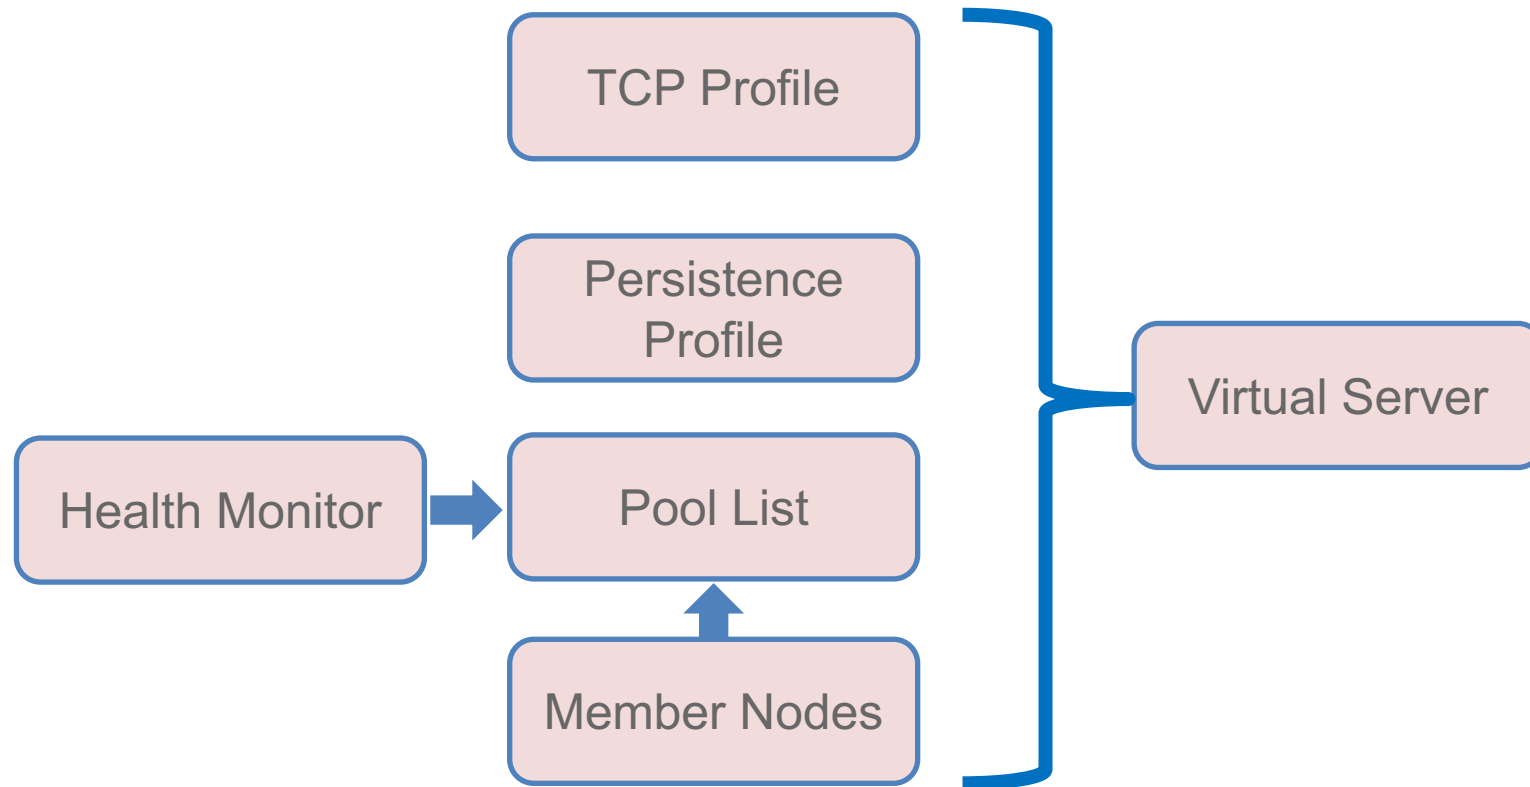 TCP Profile
Persistence
Profile
Virtual Server
Health Monitor
Pool List
Member Nodes